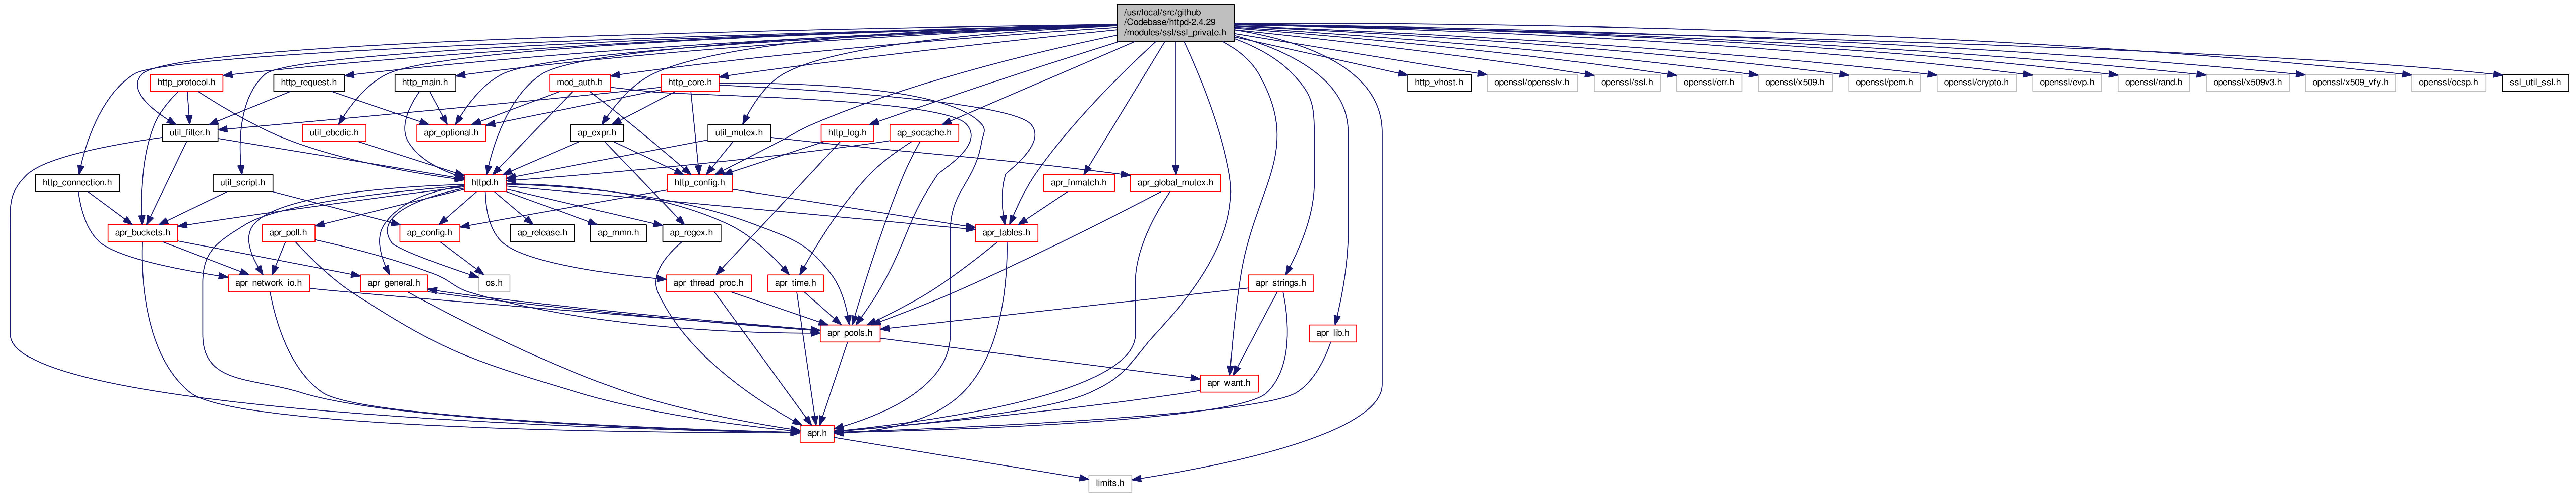 /usr/local/src/github
/Codebase/httpd-2.4.29
/modules/ssl/ssl_private.h
http_protocol.h
http_request.h
http_main.h
mod_auth.h
http_core.h
http_vhost.h
openssl/opensslv.h
openssl/ssl.h
openssl/err.h
openssl/x509.h
openssl/pem.h
openssl/crypto.h
openssl/evp.h
openssl/rand.h
openssl/x509v3.h
openssl/x509_vfy.h
openssl/ocsp.h
ssl_util_ssl.h
util_filter.h
util_ebcdic.h
apr_optional.h
ap_expr.h
util_mutex.h
http_log.h
ap_socache.h
http_connection.h
util_script.h
httpd.h
http_config.h
apr_fnmatch.h
apr_global_mutex.h
apr_buckets.h
apr_poll.h
ap_config.h
ap_release.h
ap_mmn.h
ap_regex.h
apr_tables.h
apr_network_io.h
apr_general.h
os.h
apr_thread_proc.h
apr_time.h
apr_strings.h
apr_pools.h
apr_lib.h
apr_want.h
apr.h
limits.h